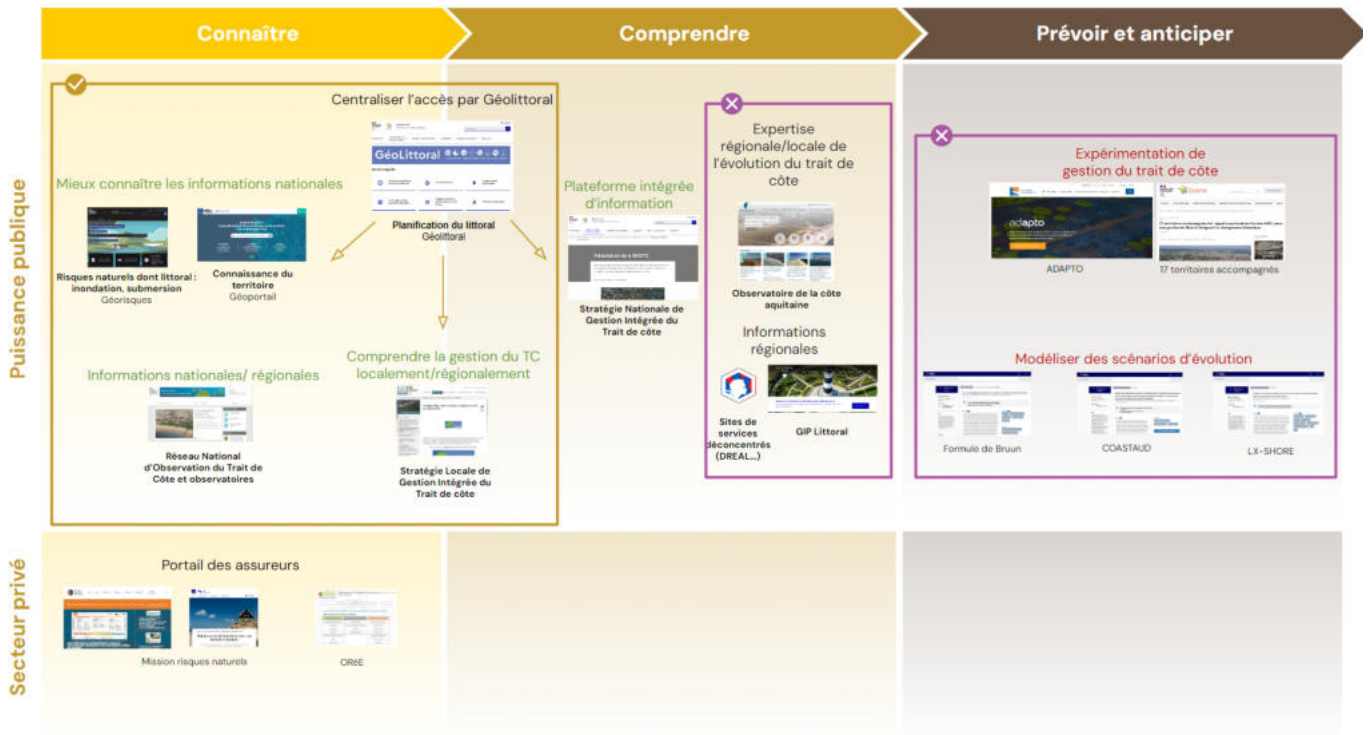 Connaître
Comprendre
Prévoir et anticiper
Puissance publique
Centraliser l'accès par Géolittoral
GéoLittoral
Planification du littoral
Géolittoral
Mieux connaître les informations nationales
Risques naturels dont littoral :
inondation, submersion
Géorisques
Connaissance du
territoire
Géoportail
Informations nationales/ régionales
Réseau National
d'Observation du Trait de
Côte et observatoires
Comprendre la gestion du TC
localement/régionalement
Stratégie Locale de
Gestion Intégrée du
Trait de côte
Plateforme intégrée
d'information
Stratégie Nationale de
Gestion Intégrée du
Trait de côte
Expertise
régionale/locale de
l'évolution du trait de
côte
Observatoire de la côte
aquitaine
Informations
régionales
Sites de
services
déconcentrés
(DREAL...)
GIP Littoral
Expérimentation de
gestion du trait de côte
adapto
ADAPTO
17 territoires accompagnés
Modéliser des scénarios d'évolution
Formule de Bruun
COASTAUD
LX-SHORE
Secteur privé
Portail des assureurs
Mission risques naturels
ORéE